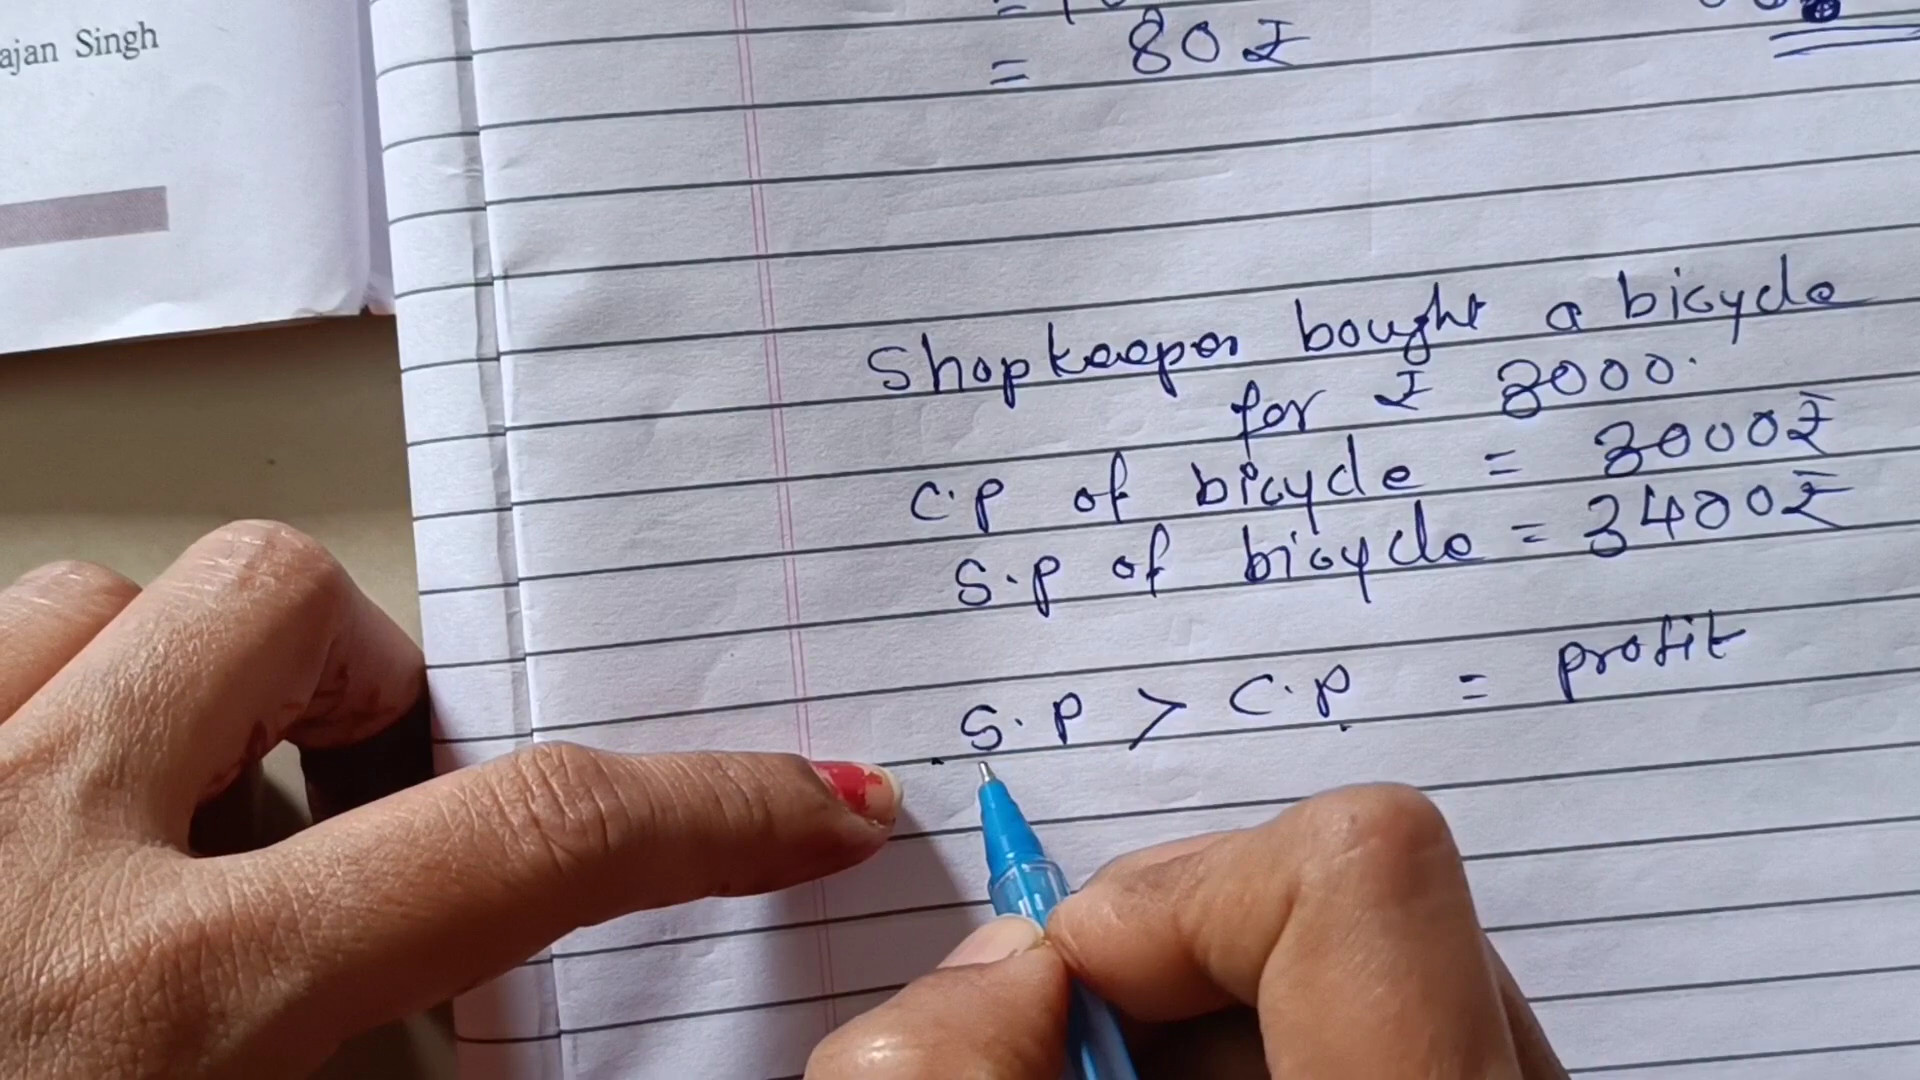 ajan Singh
= 80 ₹
Shopkeeper bought a bicycle
for ₹ 3000.
C.P of bicycle = 3000₹
S.P of bicycle = 3400₹
S.P > C.P = profit